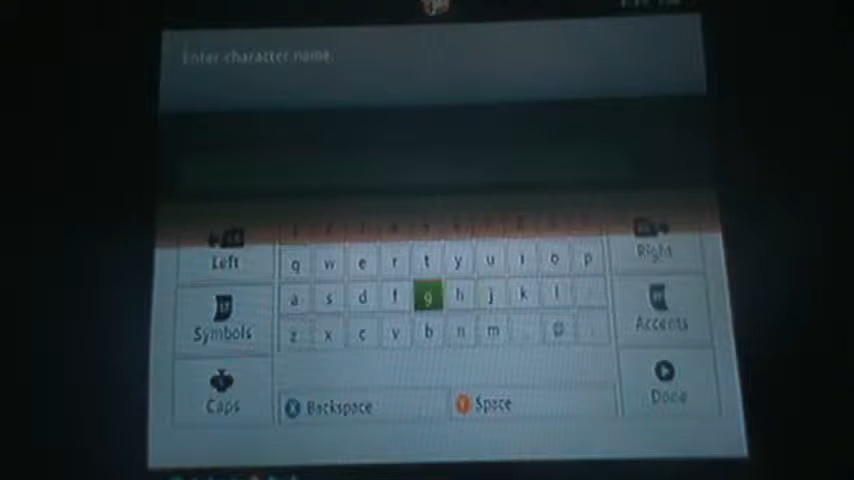 Enter character name.
Left
q w e r t y u i o p
Right
a s d f g h j k l
Symbols
Accents
z x c v b n m @
Caps
X Backspace
Y Space
Done